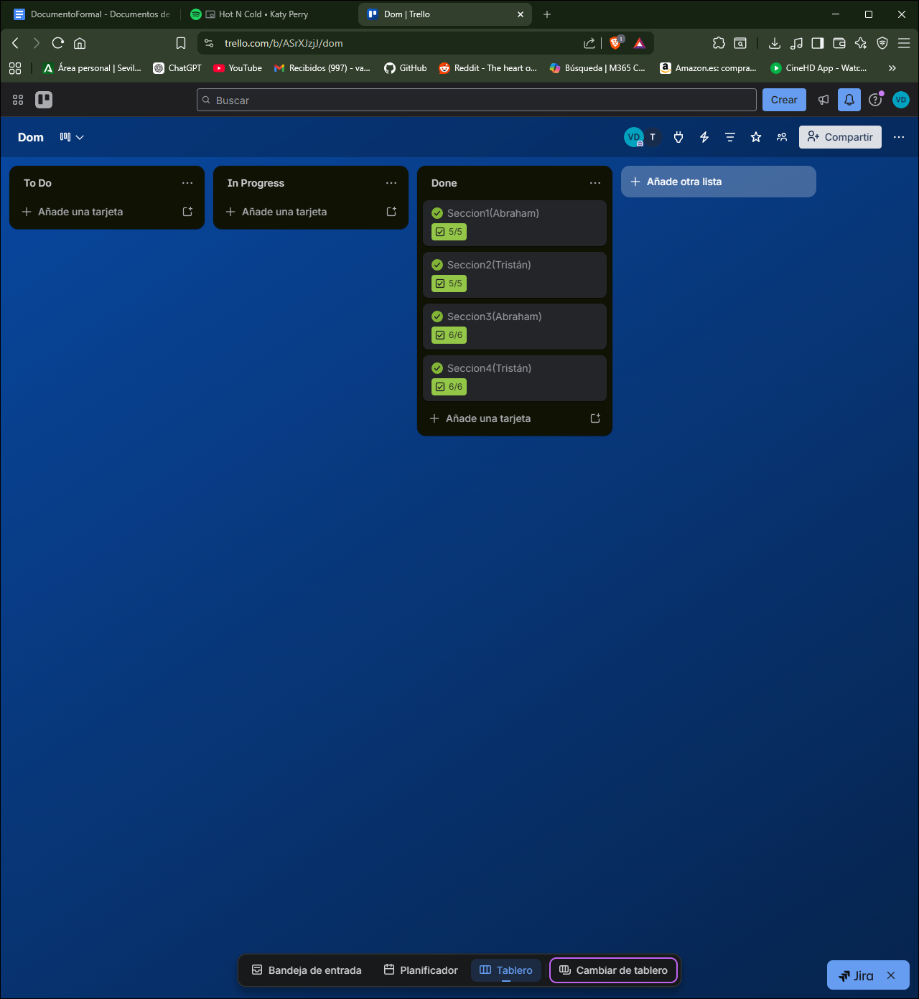 DocumentoFormal - Documentos de
Hot N Cold • Katy Perry
Dom | Trello
trello.com/b/ASrXJzjJ/dom
1
Área personal | Sevil...
ChatGPT
YouTube
Recibidos (997) - va...
GitHub
Reddit - The heart o...
Búsqueda | M365 C...
Amazon.es: compra...
CineHD App - Watc...
Buscar
Crear
VD
Dom
VD
T
Compartir
To Do
Añade una tarjeta
In Progress
Añade una tarjeta
Done
Seccion1(Abraham)
5/5
Seccion2(Tristán)
5/5
Seccion3(Abraham)
6/6
Seccion4(Tristán)
6/6
Añade una tarjeta
Añade otra lista
Bandeja de entrada
Planificador
Tablero
Cambiar de tablero
Jira